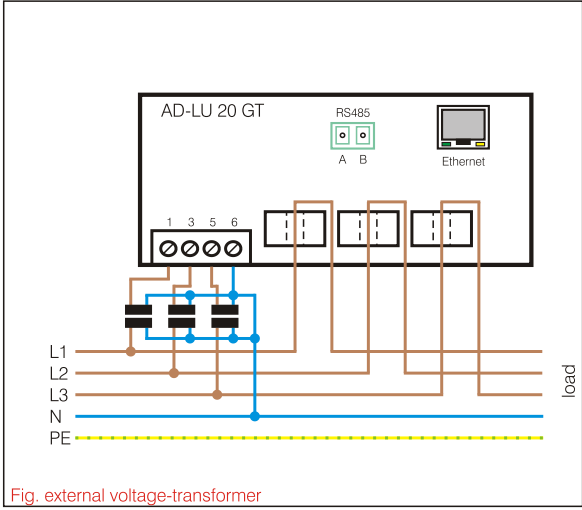 AD-LU 20 GT
RS485
A B
Ethernet
1 3 5 6
L1
L2
L3
N
PE
load
Fig. external voltage-transformer